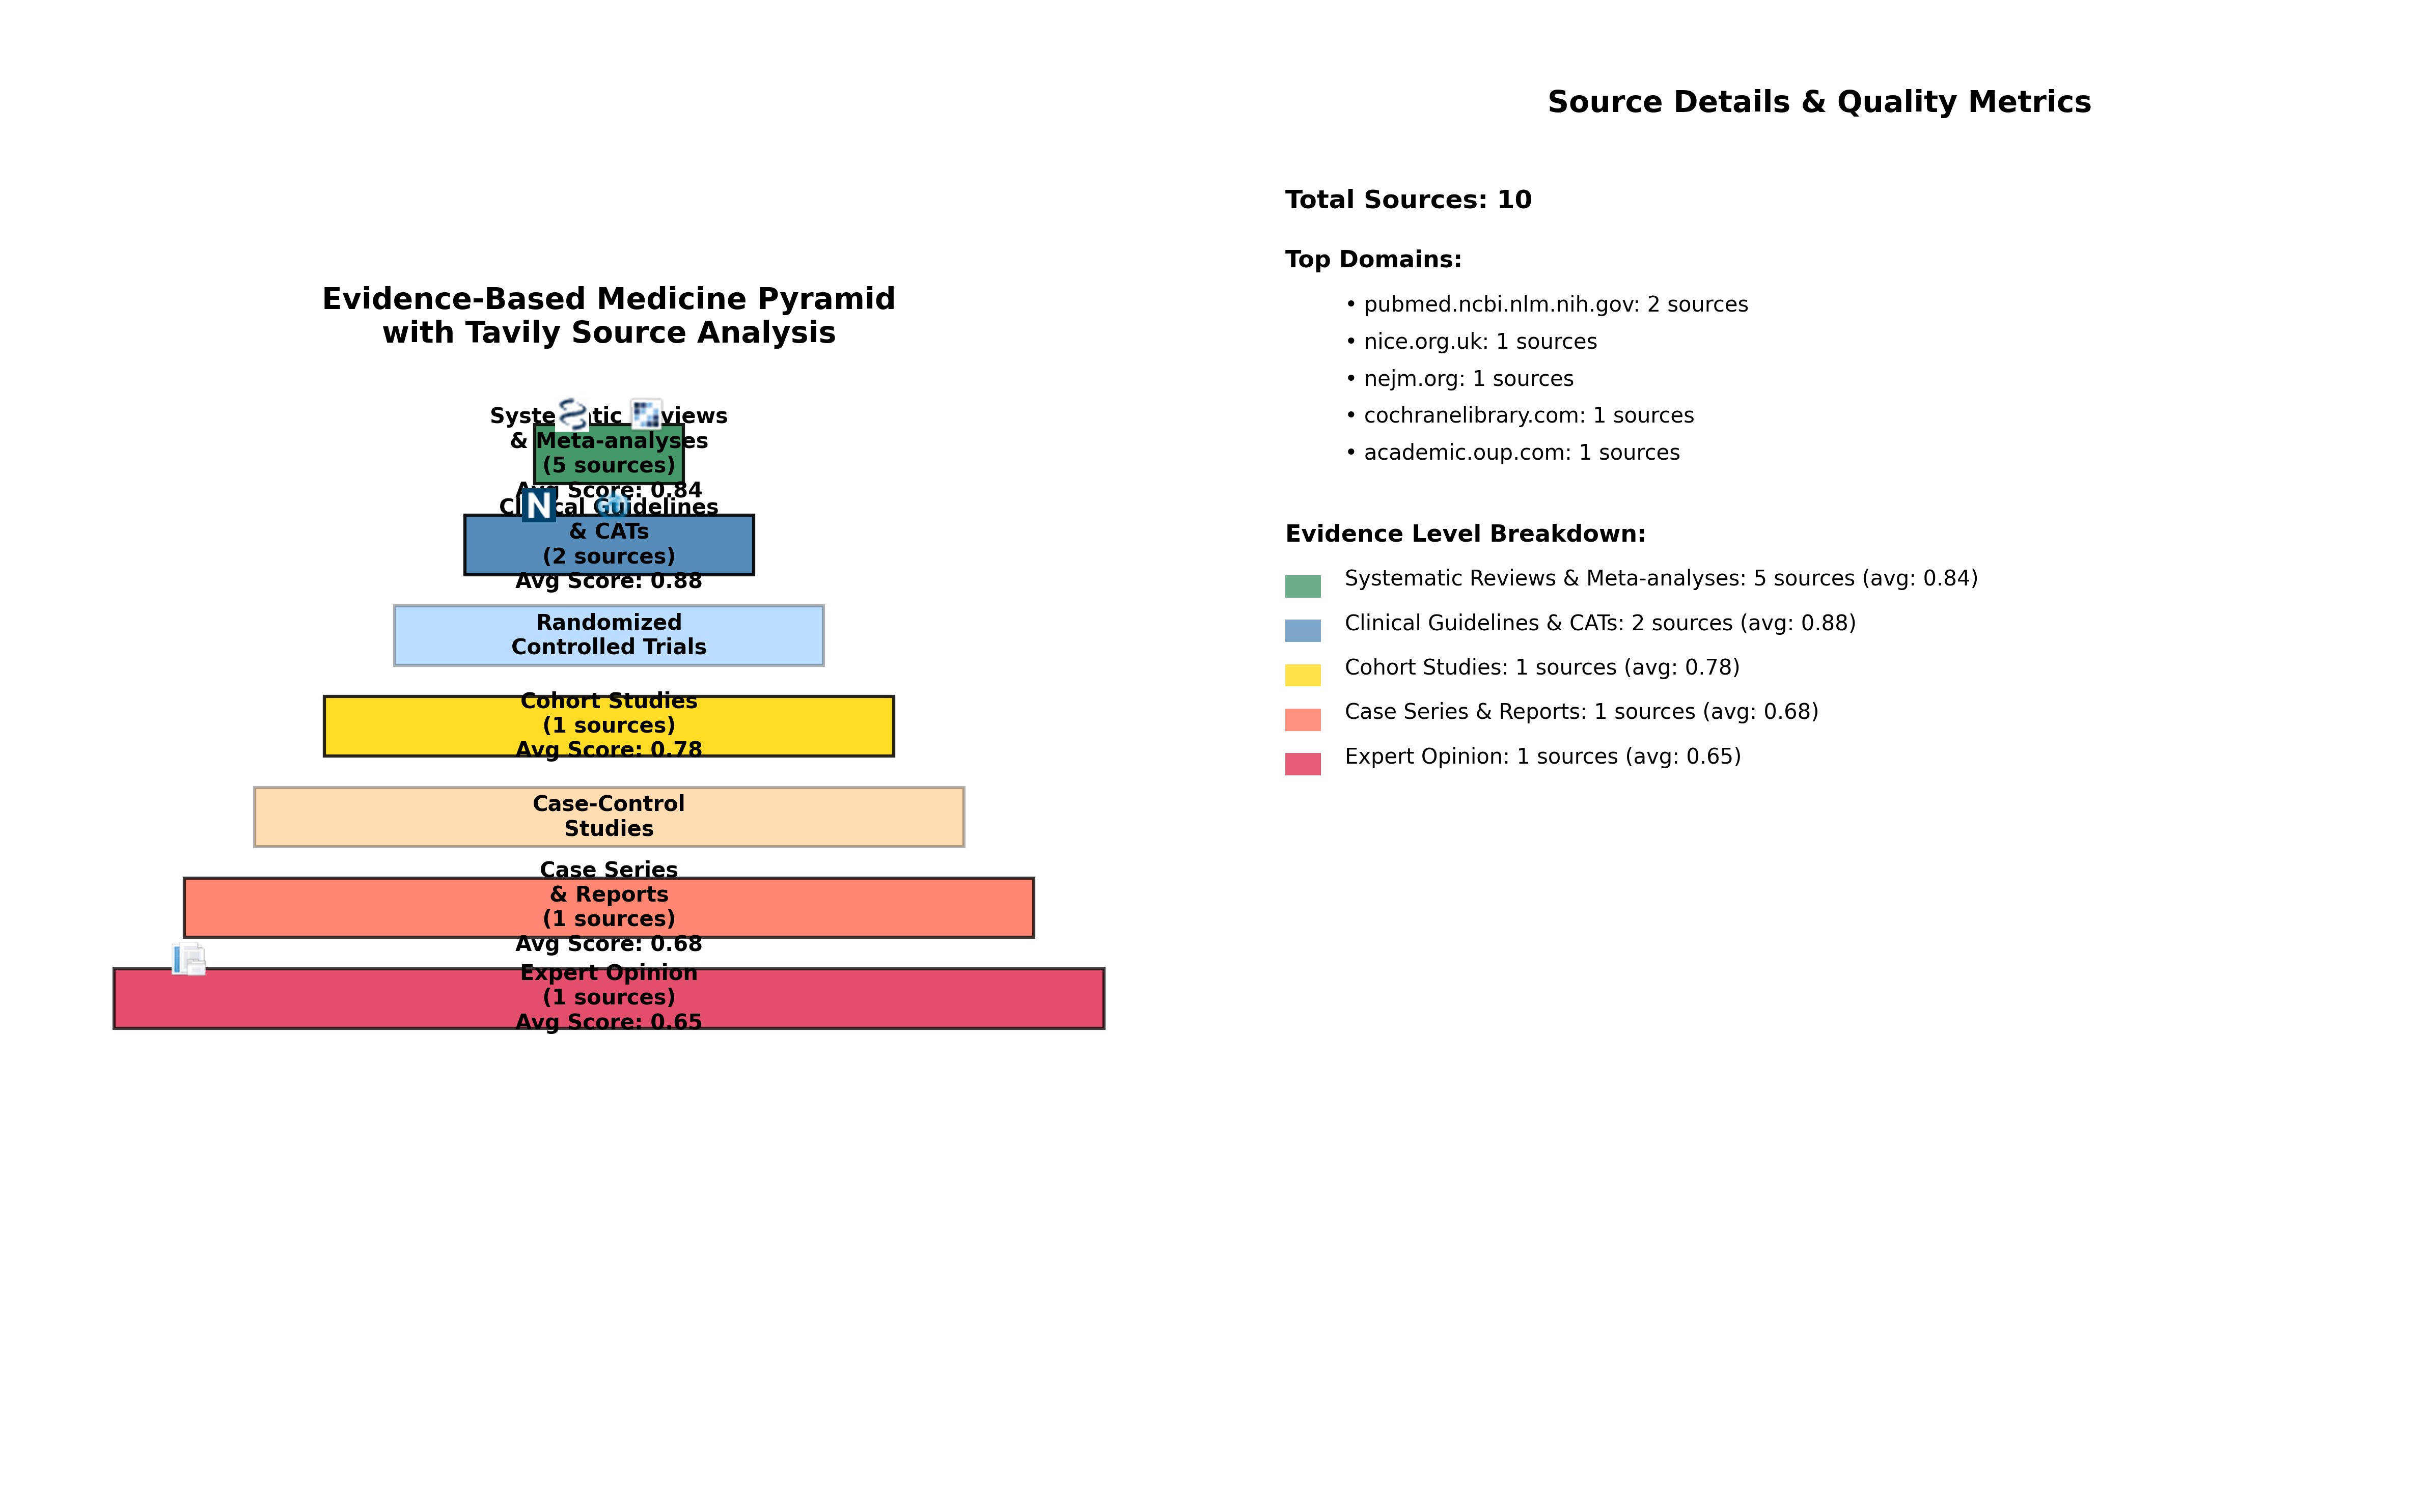 Evidence-Based Medicine Pyramid
with Tavily Source Analysis
Syste tic views
& Meta-analyses
(5 sources)
Avg Score: 0.84
N
Cl cal Guidelines
& CATs
(2 sources)
Avg Score: 0.88
Randomized
Controlled Trials
Cohort Studies
(1 sources)
Avg Score: 0.78
Case-Control
Studies
Case Series
& Reports
(1 sources)
Avg Score: 0.68
Expert Opinion
(1 sources)
Avg Score: 0.65
Source Details & Quality Metrics
Total Sources: 10
Top Domains:
• pubmed.ncbi.nlm.nih.gov: 2 sources
• nice.org.uk: 1 sources
• nejm.org: 1 sources
• cochranelibrary.com: 1 sources
• academic.oup.com: 1 sources
Evidence Level Breakdown:
Systematic Reviews & Meta-analyses: 5 sources (avg: 0.84)
Clinical Guidelines & CATs: 2 sources (avg: 0.88)
Cohort Studies: 1 sources (avg: 0.78)
Case Series & Reports: 1 sources (avg: 0.68)
Expert Opinion: 1 sources (avg: 0.65)